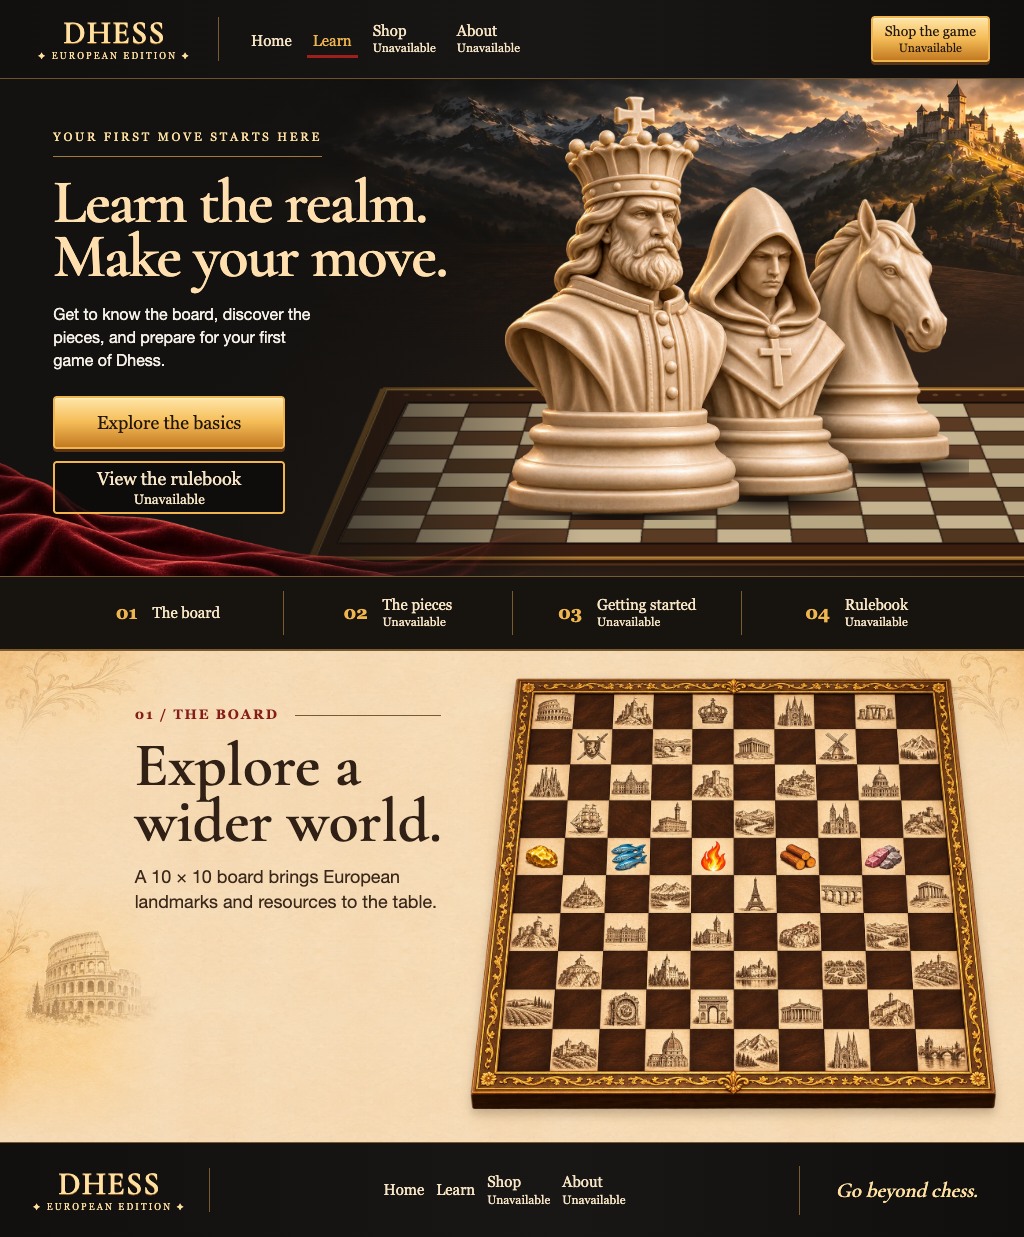 DHESS
✦ EUROPEAN EDITION ✦
Home
Learn
Shop
Unavailable
About
Unavailable
Shop the game
Unavailable
YOUR FIRST MOVE STARTS HERE
Learn the realm.
Make your move.
Get to know the board, discover the
pieces, and prepare for your first
game of Dhess.
Explore the basics
View the rulebook
Unavailable
01 The board
02 The pieces
Unavailable
03 Getting started
Unavailable
04 Rulebook
Unavailable
01 / THE BOARD
Explore a
wider world.
A 10 × 10 board brings European
landmarks and resources to the table.
DHESS
✦ EUROPEAN EDITION ✦
Home
Learn
Shop
Unavailable
About
Unavailable
Go beyond chess.